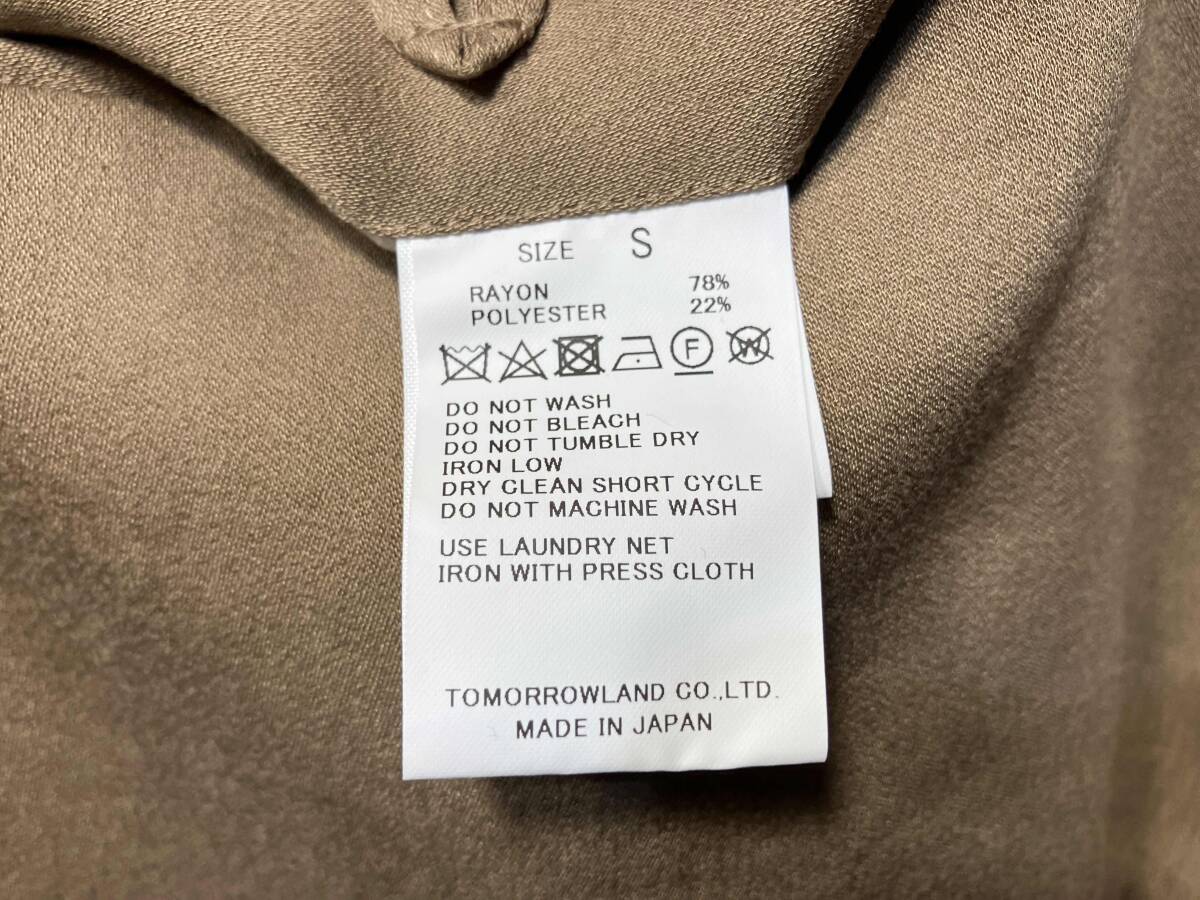 SIZE S
RAYON 78%
POLYESTER 22%
F W
DO NOT WASH
DO NOT BLEACH
DO NOT TUMBLE DRY
IRON LOW
DRY CLEAN SHORT CYCLE
DO NOT MACHINE WASH
USE LAUNDRY NET
IRON WITH PRESS CLOTH
TOMORROWLAND CO.,LTD.
MADE IN JAPAN